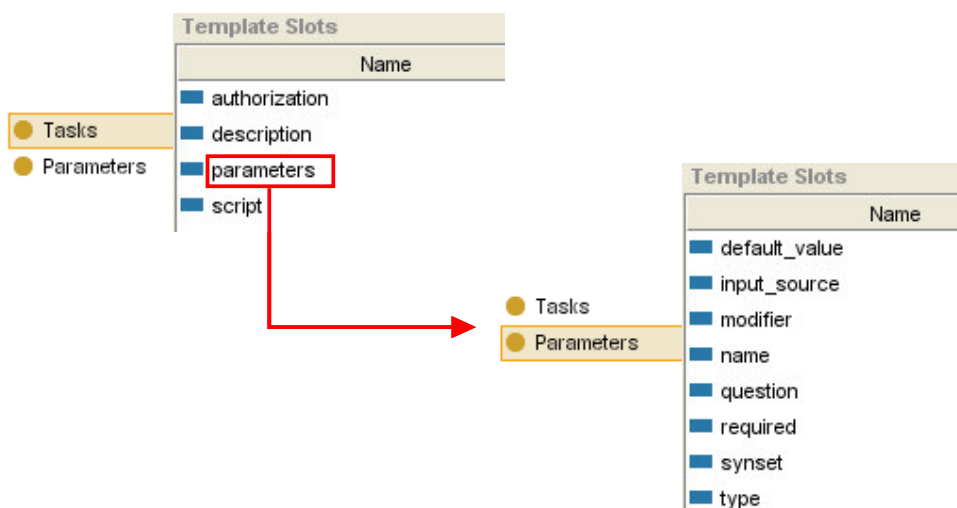 Template Slots
Name
authorization
Tasks
description
Parameters
parameters
script
Template Slots
Name
default_value
input_source
Tasks
modifier
Parameters
name
question
required
synset
type